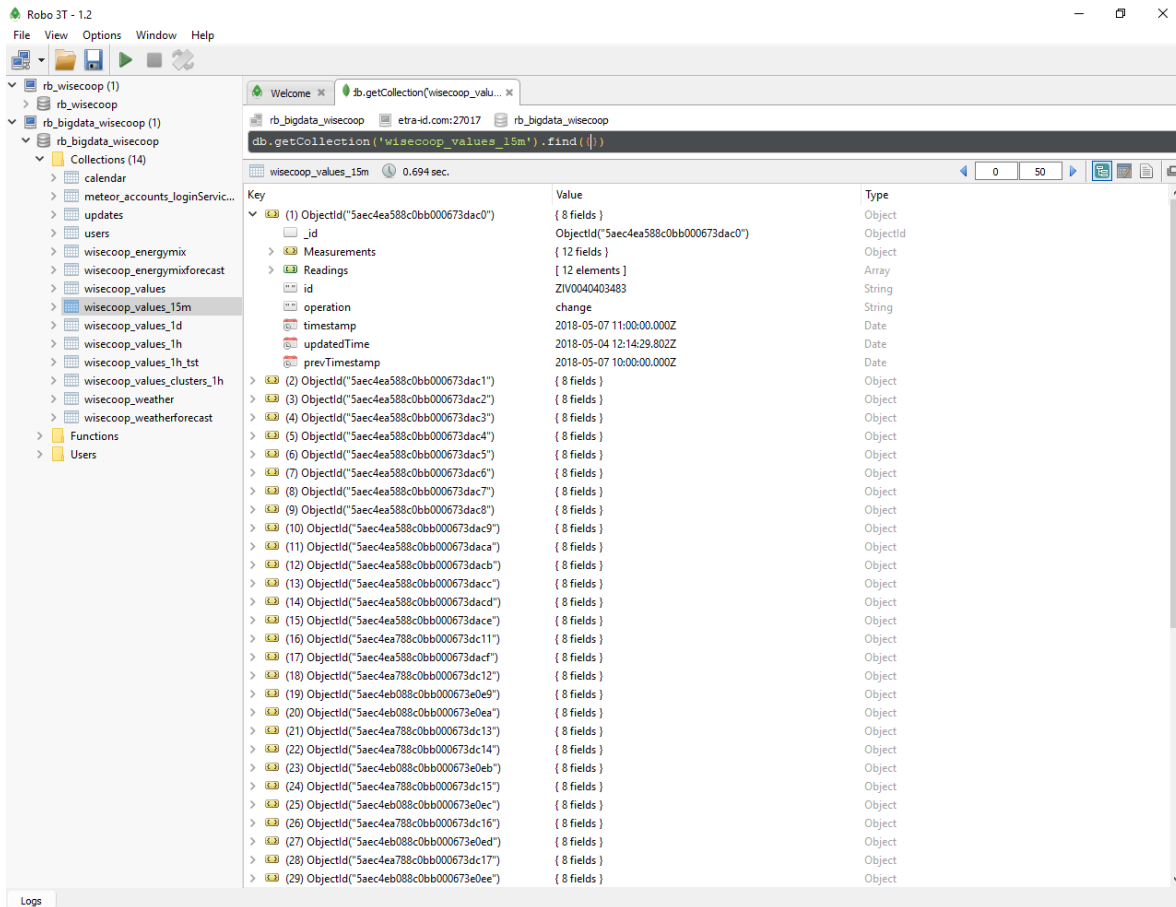 Robo 3T - 1.2
File View Options Window Help
rb_wisecoop (1)
rb_wisecoop
rb_bigdata_wisecoop (1)
rb_bigdata_wisecoop
Collections (14)
calendar
meteor_accounts_loginServic...
updates
users
wisecoop_energymix
wisecoop_energymixforecast
wisecoop_values
wisecoop_values_15m
wisecoop_values_1d
wisecoop_values_1h
wisecoop_values_1h_tst
wisecoop_values_clusters_1h
wisecoop_weather
wisecoop_weatherforecast
Functions
Users
Welcome
db.getCollection('wisecoop_valu...
rb_bigdata_wisecoop etra-id.com:27017 rb_bigdata_wisecoop
db.getCollection('wisecoop_values_15m').find({})
wisecoop_values_15m 0.694 sec. 0 50
Key Value Type
(1) ObjectId("5aec4ea588c0bb000673dac0") { 8 fields } Object
_id ObjectId("5aec4ea588c0bb000673dac0") ObjectId
Measurements { 12 fields } Object
Readings [ 12 elements ] Array
id ZIV0040403483 String
operation change String
timestamp 2018-05-07 11:00:00.000Z Date
updatedTime 2018-05-04 12:14:29.802Z Date
prevTimestamp 2018-05-07 10:00:00.000Z Date
(2) ObjectId("5aec4ea588c0bb000673dac1") { 8 fields } Object
(3) ObjectId("5aec4ea588c0bb000673dac2") { 8 fields } Object
(4) ObjectId("5aec4ea588c0bb000673dac3") { 8 fields } Object
(5) ObjectId("5aec4ea588c0bb000673dac4") { 8 fields } Object
(6) ObjectId("5aec4ea588c0bb000673dac5") { 8 fields } Object
(7) ObjectId("5aec4ea588c0bb000673dac6") { 8 fields } Object
(8) ObjectId("5aec4ea588c0bb000673dac7") { 8 fields } Object
(9) ObjectId("5aec4ea588c0bb000673dac8") { 8 fields } Object
(10) ObjectId("5aec4ea588c0bb000673dac9") { 8 fields } Object
(11) ObjectId("5aec4ea588c0bb000673daca") { 8 fields } Object
(12) ObjectId("5aec4ea588c0bb000673dacb") { 8 fields } Object
(13) ObjectId("5aec4ea588c0bb000673dacc") { 8 fields } Object
(14) ObjectId("5aec4ea588c0bb000673dacd") { 8 fields } Object
(15) ObjectId("5aec4ea588c0bb000673dace") { 8 fields } Object
(16) ObjectId("5aec4ea788c0bb000673dc11") { 8 fields } Object
(17) ObjectId("5aec4ea588c0bb000673dacf") { 8 fields } Object
(18) ObjectId("5aec4ea788c0bb000673dc12") { 8 fields } Object
(19) ObjectId("5aec4eb088c0bb000673e0e9") { 8 fields } Object
(20) ObjectId("5aec4eb088c0bb000673e0ea") { 8 fields } Object
(21) ObjectId("5aec4ea788c0bb000673dc13") { 8 fields } Object
(22) ObjectId("5aec4ea788c0bb000673dc14") { 8 fields } Object
(23) ObjectId("5aec4eb088c0bb000673e0eb") { 8 fields } Object
(24) ObjectId("5aec4ea788c0bb000673dc15") { 8 fields } Object
(25) ObjectId("5aec4eb088c0bb000673e0ec") { 8 fields } Object
(26) ObjectId("5aec4ea788c0bb000673dc16") { 8 fields } Object
(27) ObjectId("5aec4eb088c0bb000673e0ed") { 8 fields } Object
(28) ObjectId("5aec4ea788c0bb000673dc17") { 8 fields } Object
(29) ObjectId("5aec4eb088c0bb000673e0ee") { 8 fields } Object
Logs